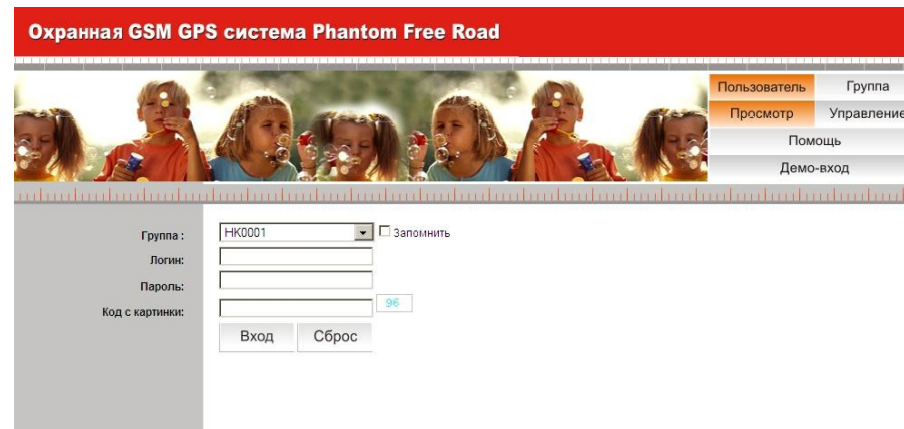 Охранная GSM GPS система Phantom Free Road
Пользователь Группа
Просмотр Управление
Помощь
Демо-вход
Группа : HK0001 Запомнить
Логин:
Пароль:
Код с картинки: 96
Вход Сброс